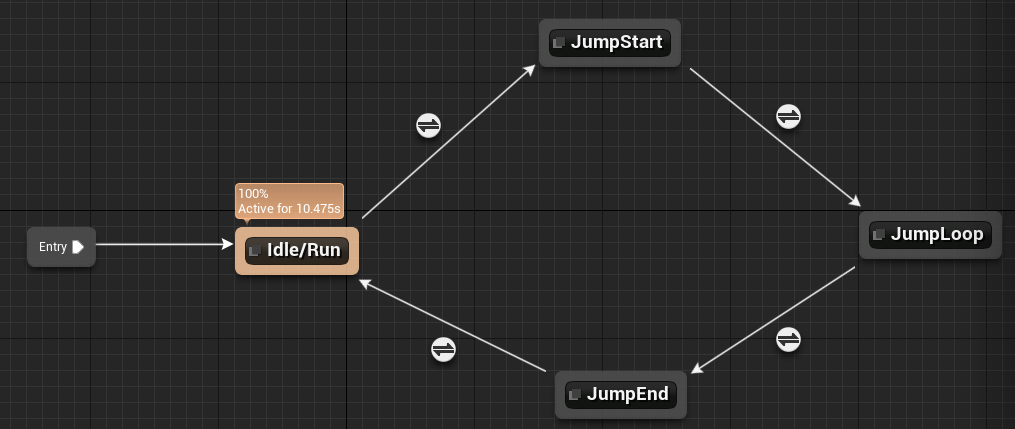 JumpStart
100%
Active for 10.475s
Entry
Idle/Run
JumpLoop
JumpEnd